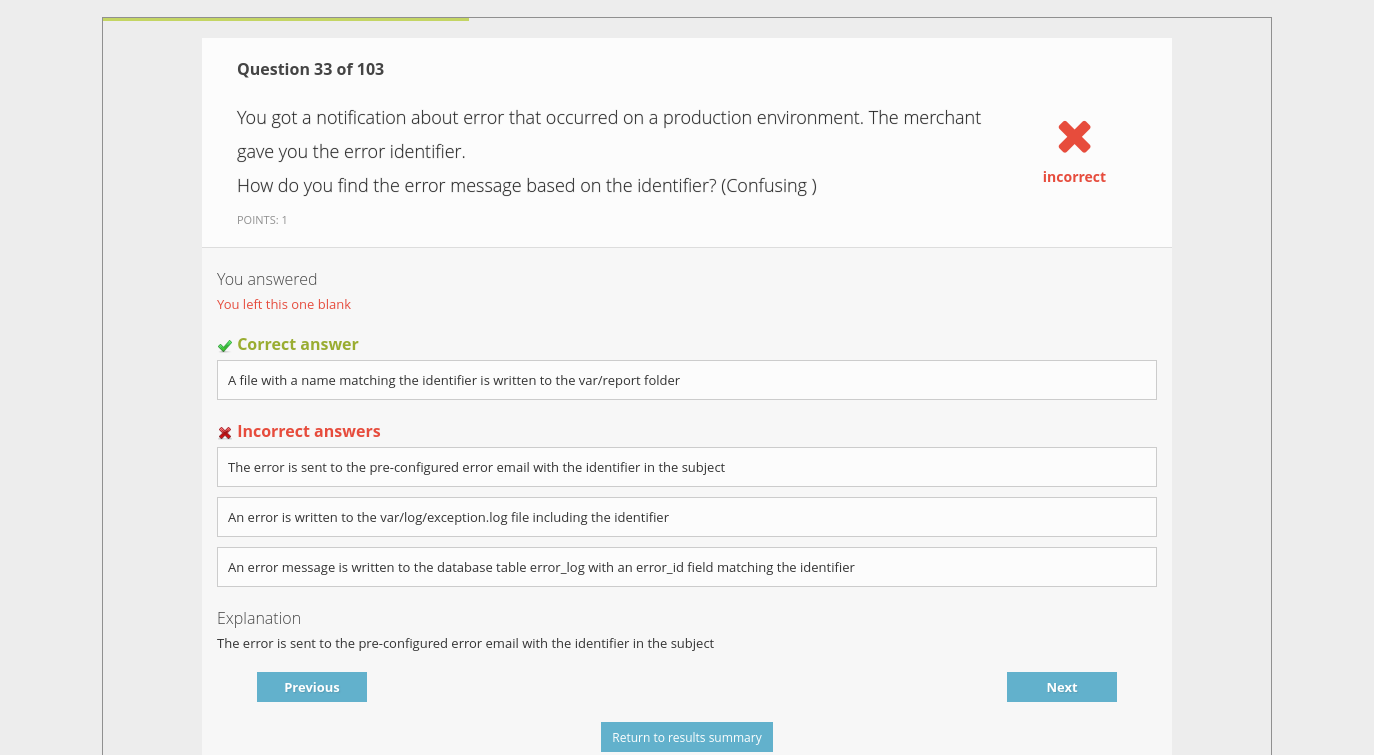 Question 33 of 103
You got a notification about error that occurred on a production environment. The merchant
gave you the error identifier.
How do you find the error message based on the identifier? (Confusing )
incorrect
POINTS: 1
You answered
You left this one blank
Correct answer
A file with a name matching the identifier is written to the var/report folder
Incorrect answers
The error is sent to the pre-configured error email with the identifier in the subject
An error is written to the var/log/exception.log file including the identifier
An error message is written to the database table error_log with an error_id field matching the identifier
Explanation
The error is sent to the pre-configured error email with the identifier in the subject
Previous
Next
Return to results summary